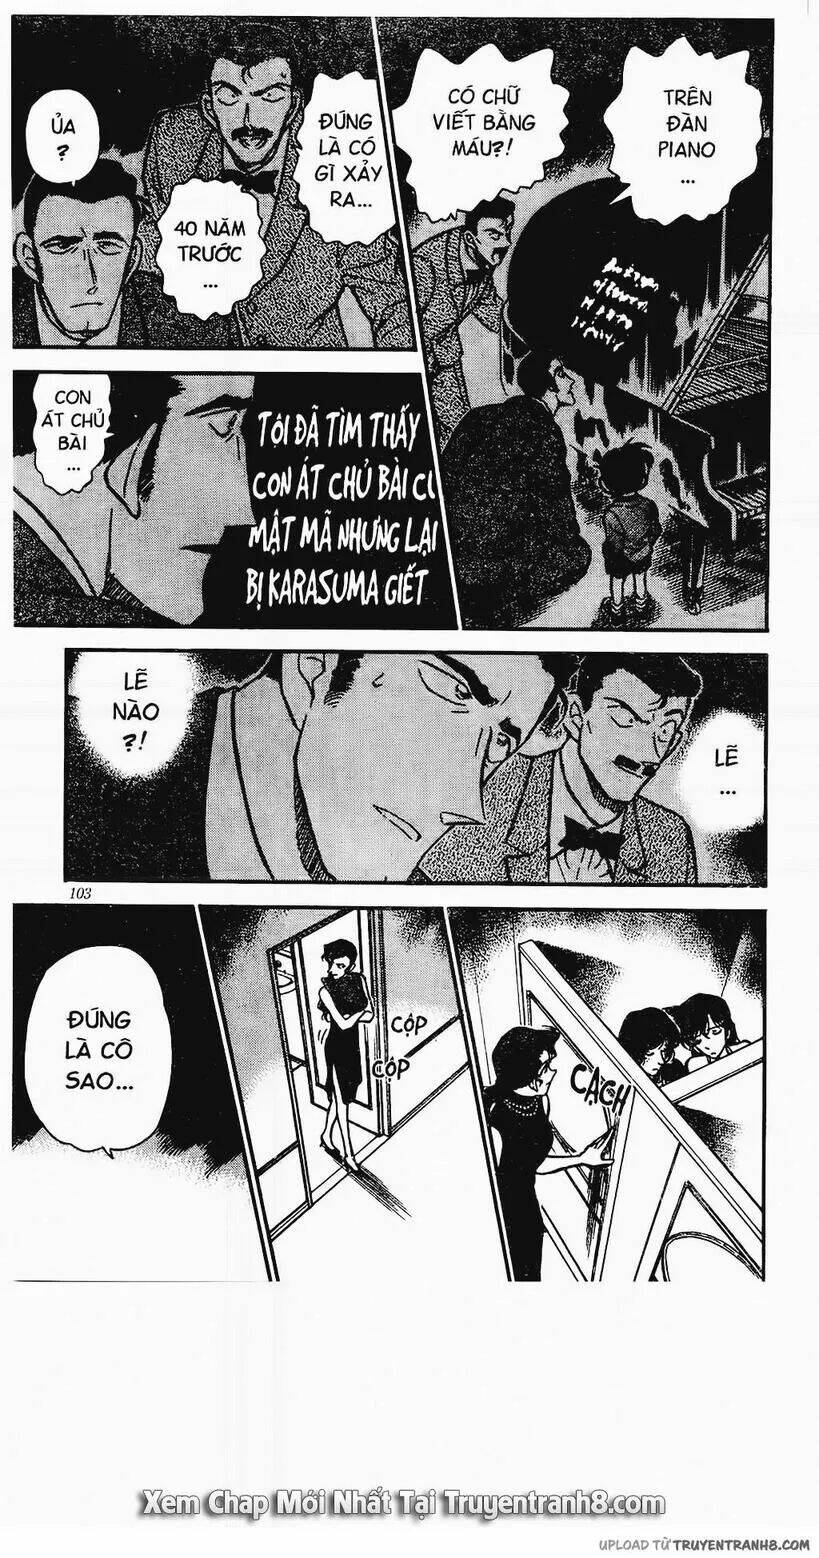 TRÊN
ĐÀN
PIANO
...
CÓ CHỮ
VIẾT BẰNG
MÁU?!
ĐÚNG
LÀ CÓ
GÌ XẢY
RA...
40 NĂM
TRƯỚC
...
ỦA
?
CON
ÁT CHỦ
BÀI
...
TÔI ĐÃ TÌM THẤY
CON ÁT CHỦ BÀI CỦ
MẬT MÃ NHƯNG LẠI
BỊ KARASUMA GIẾT
LẼ
...
LẼ
NÀO
?!
103
CẠCH
CỘP
CỘP
ĐÚNG
LÀ CÔ
SAO...
Xem Chap Mới Nhất Tại Truyentranh8.com
UPLOAD TỪ TRUYENTRANH8.COM